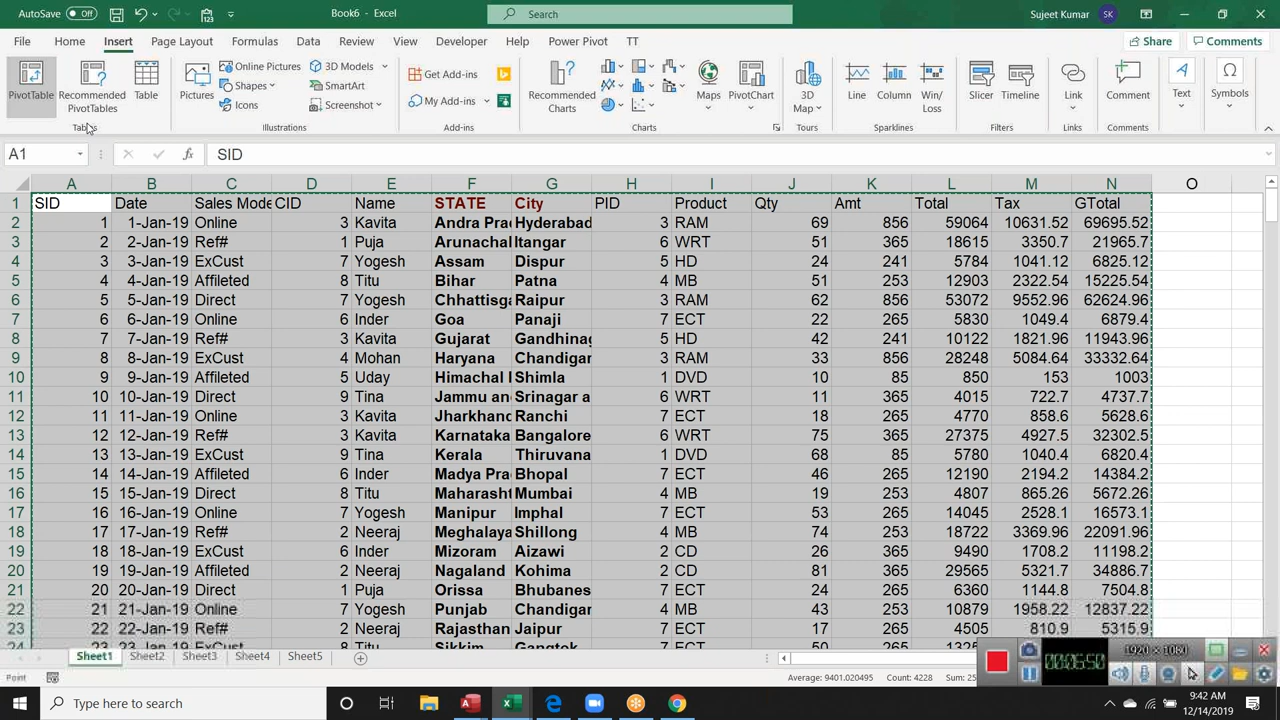 AutoSave Off Book6 - Excel Search Sujeet Kumar SK
File Home Insert Page Layout Formulas Data Review View Developer Help Power Pivot TT Share Comments
PivotTable Recommended PivotTables Table Pictures Online Pictures Shapes Icons 3D Models SmartArt Screenshot Get Add-ins My Add-ins Recommended Charts Maps PivotChart 3D Map Line Column Win/Loss Slicer Timeline Link Comment Text Symbols
Tables Illustrations Add-ins Charts Tours Sparklines Filters Links Comments
A1 fx SID
A B C D E F G H I J K L M N O
1 SID Date Sales Mode CID Name STATE City PID Product Qty Amt Total Tax GTotal
2 1 1-Jan-19 Online 3 Kavita Andra Prac Hyderabad 3 RAM 69 856 59064 10631.52 69695.52
3 2 2-Jan-19 Ref# 1 Puja Arunachal Itangar 6 WRT 51 365 18615 3350.7 21965.7
4 3 3-Jan-19 ExCust 7 Yogesh Assam Dispur 5 HD 24 241 5784 1041.12 6825.12
5 4 4-Jan-19 Affileted 8 Titu Bihar Patna 4 MB 51 253 12903 2322.54 15225.54
6 5 5-Jan-19 Direct 7 Yogesh Chhattisga Raipur 3 RAM 62 856 53072 9552.96 62624.96
7 6 6-Jan-19 Online 6 Inder Goa Panaji 7 ECT 22 265 5830 1049.4 6879.4
8 7 7-Jan-19 Ref# 3 Kavita Gujarat Gandhinag 5 HD 42 241 10122 1821.96 11943.96
9 8 8-Jan-19 ExCust 4 Mohan Haryana Chandigar 3 RAM 33 856 28248 5084.64 33332.64
10 9 9-Jan-19 Affileted 5 Uday Himachal Shimla 1 DVD 10 85 850 153 1003
11 10 10-Jan-19 Direct 9 Tina Jammu an Srinagar a 6 WRT 11 365 4015 722.7 4737.7
12 11 11-Jan-19 Online 3 Kavita Jharkhand Ranchi 7 ECT 18 265 4770 858.6 5628.6
13 12 12-Jan-19 Ref# 3 Kavita Karnataka Bangalore 6 WRT 75 365 27375 4927.5 32302.5
14 13 13-Jan-19 ExCust 9 Tina Kerala Thiruvana 1 DVD 68 85 5780 1040.4 6820.4
15 14 14-Jan-19 Affileted 6 Inder Madya Pra Bhopal 7 ECT 46 265 12190 2194.2 14384.2
16 15 15-Jan-19 Direct 8 Titu Maharasht Mumbai 4 MB 19 253 4807 865.26 5672.26
17 16 16-Jan-19 Online 7 Yogesh Manipur Imphal 7 ECT 53 265 14045 2528.1 16573.1
18 17 17-Jan-19 Ref# 2 Neeraj Meghalaya Shillong 4 MB 74 253 18722 3369.96 22091.96
19 18 18-Jan-19 ExCust 6 Inder Mizoram Aizawi 2 CD 26 365 9490 1708.2 11198.2
20 19 19-Jan-19 Affileted 2 Neeraj Nagaland Kohima 2 CD 81 365 29565 5321.7 34886.7
21 20 20-Jan-19 Direct 1 Puja Orissa Bhubanes 7 ECT 24 265 6360 1144.8 7504.8
22 21 21-Jan-19 Online 7 Yogesh Punjab Chandigar 4 MB 43 253 10879 1958.22 12837.22
23 22 22-Jan-19 Ref# 2 Neeraj Rajasthan Jaipur 7 ECT 17 265 4505 810.9 5315.9
24 23 23-Jan-19 ExCust 8 Titu Sikkim Gangtok 7 ECT 50 265
Sheet1 Sheet2 Sheet3 Sheet4 Sheet5
Point Average: 9401.020495 Count: 4228 Sum: 25
1920 x 1080
00:06:50
Type here to search 9:42 AM
12/14/2019